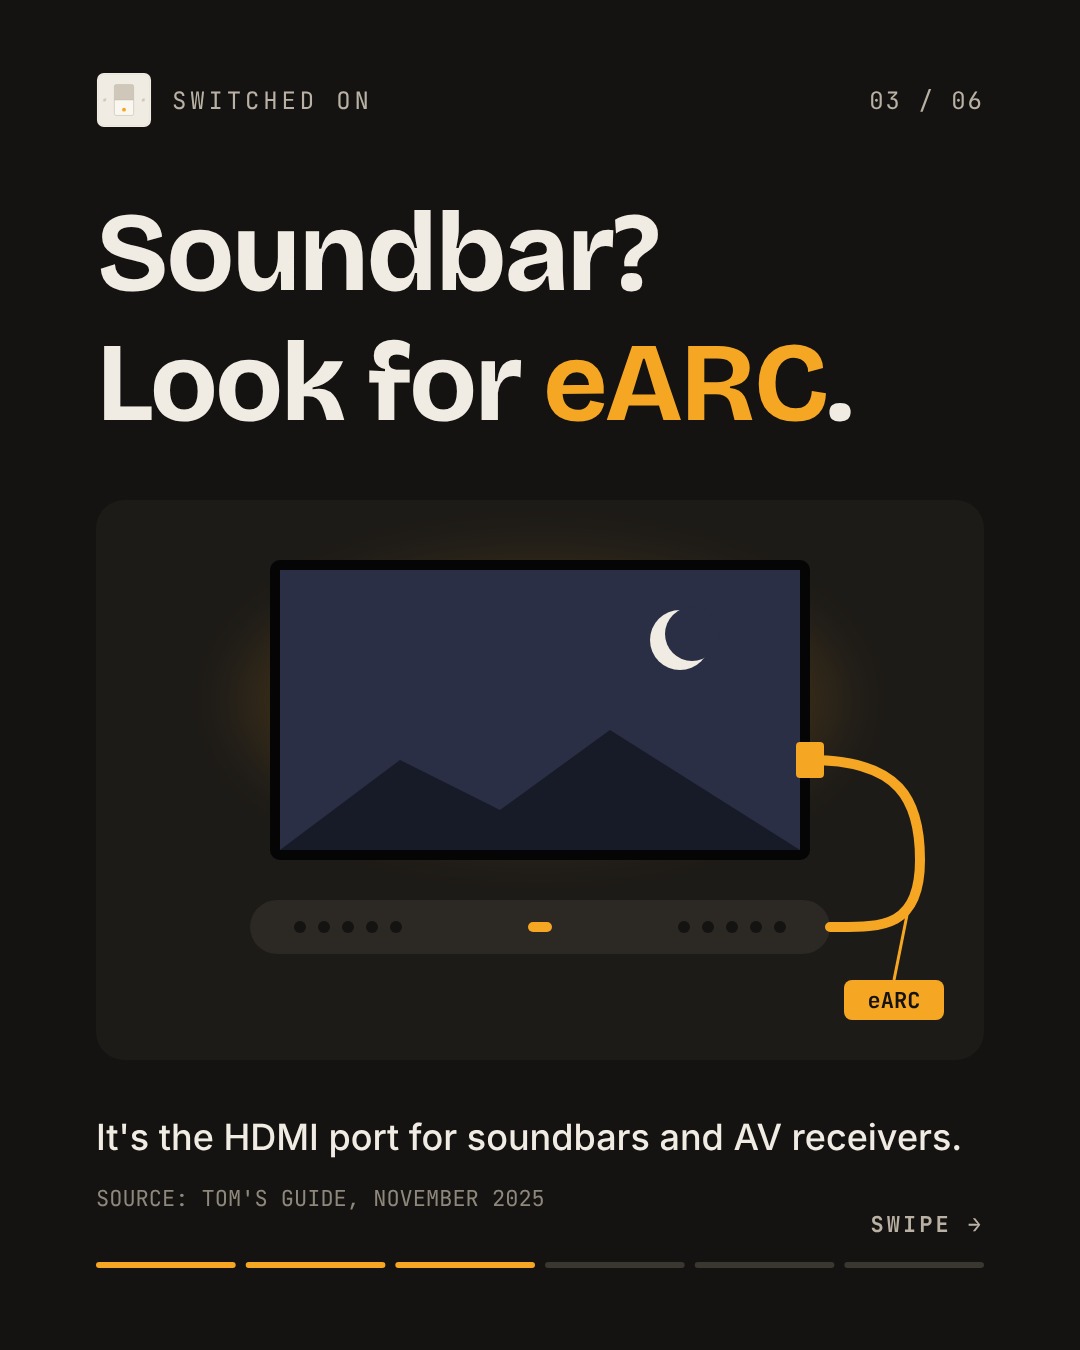 SWITCHED ON
03 / 06
Soundbar?
Look for eARC.
eARC
It's the HDMI port for soundbars and AV receivers.
SOURCE: TOM'S GUIDE, NOVEMBER 2025
SWIPE →